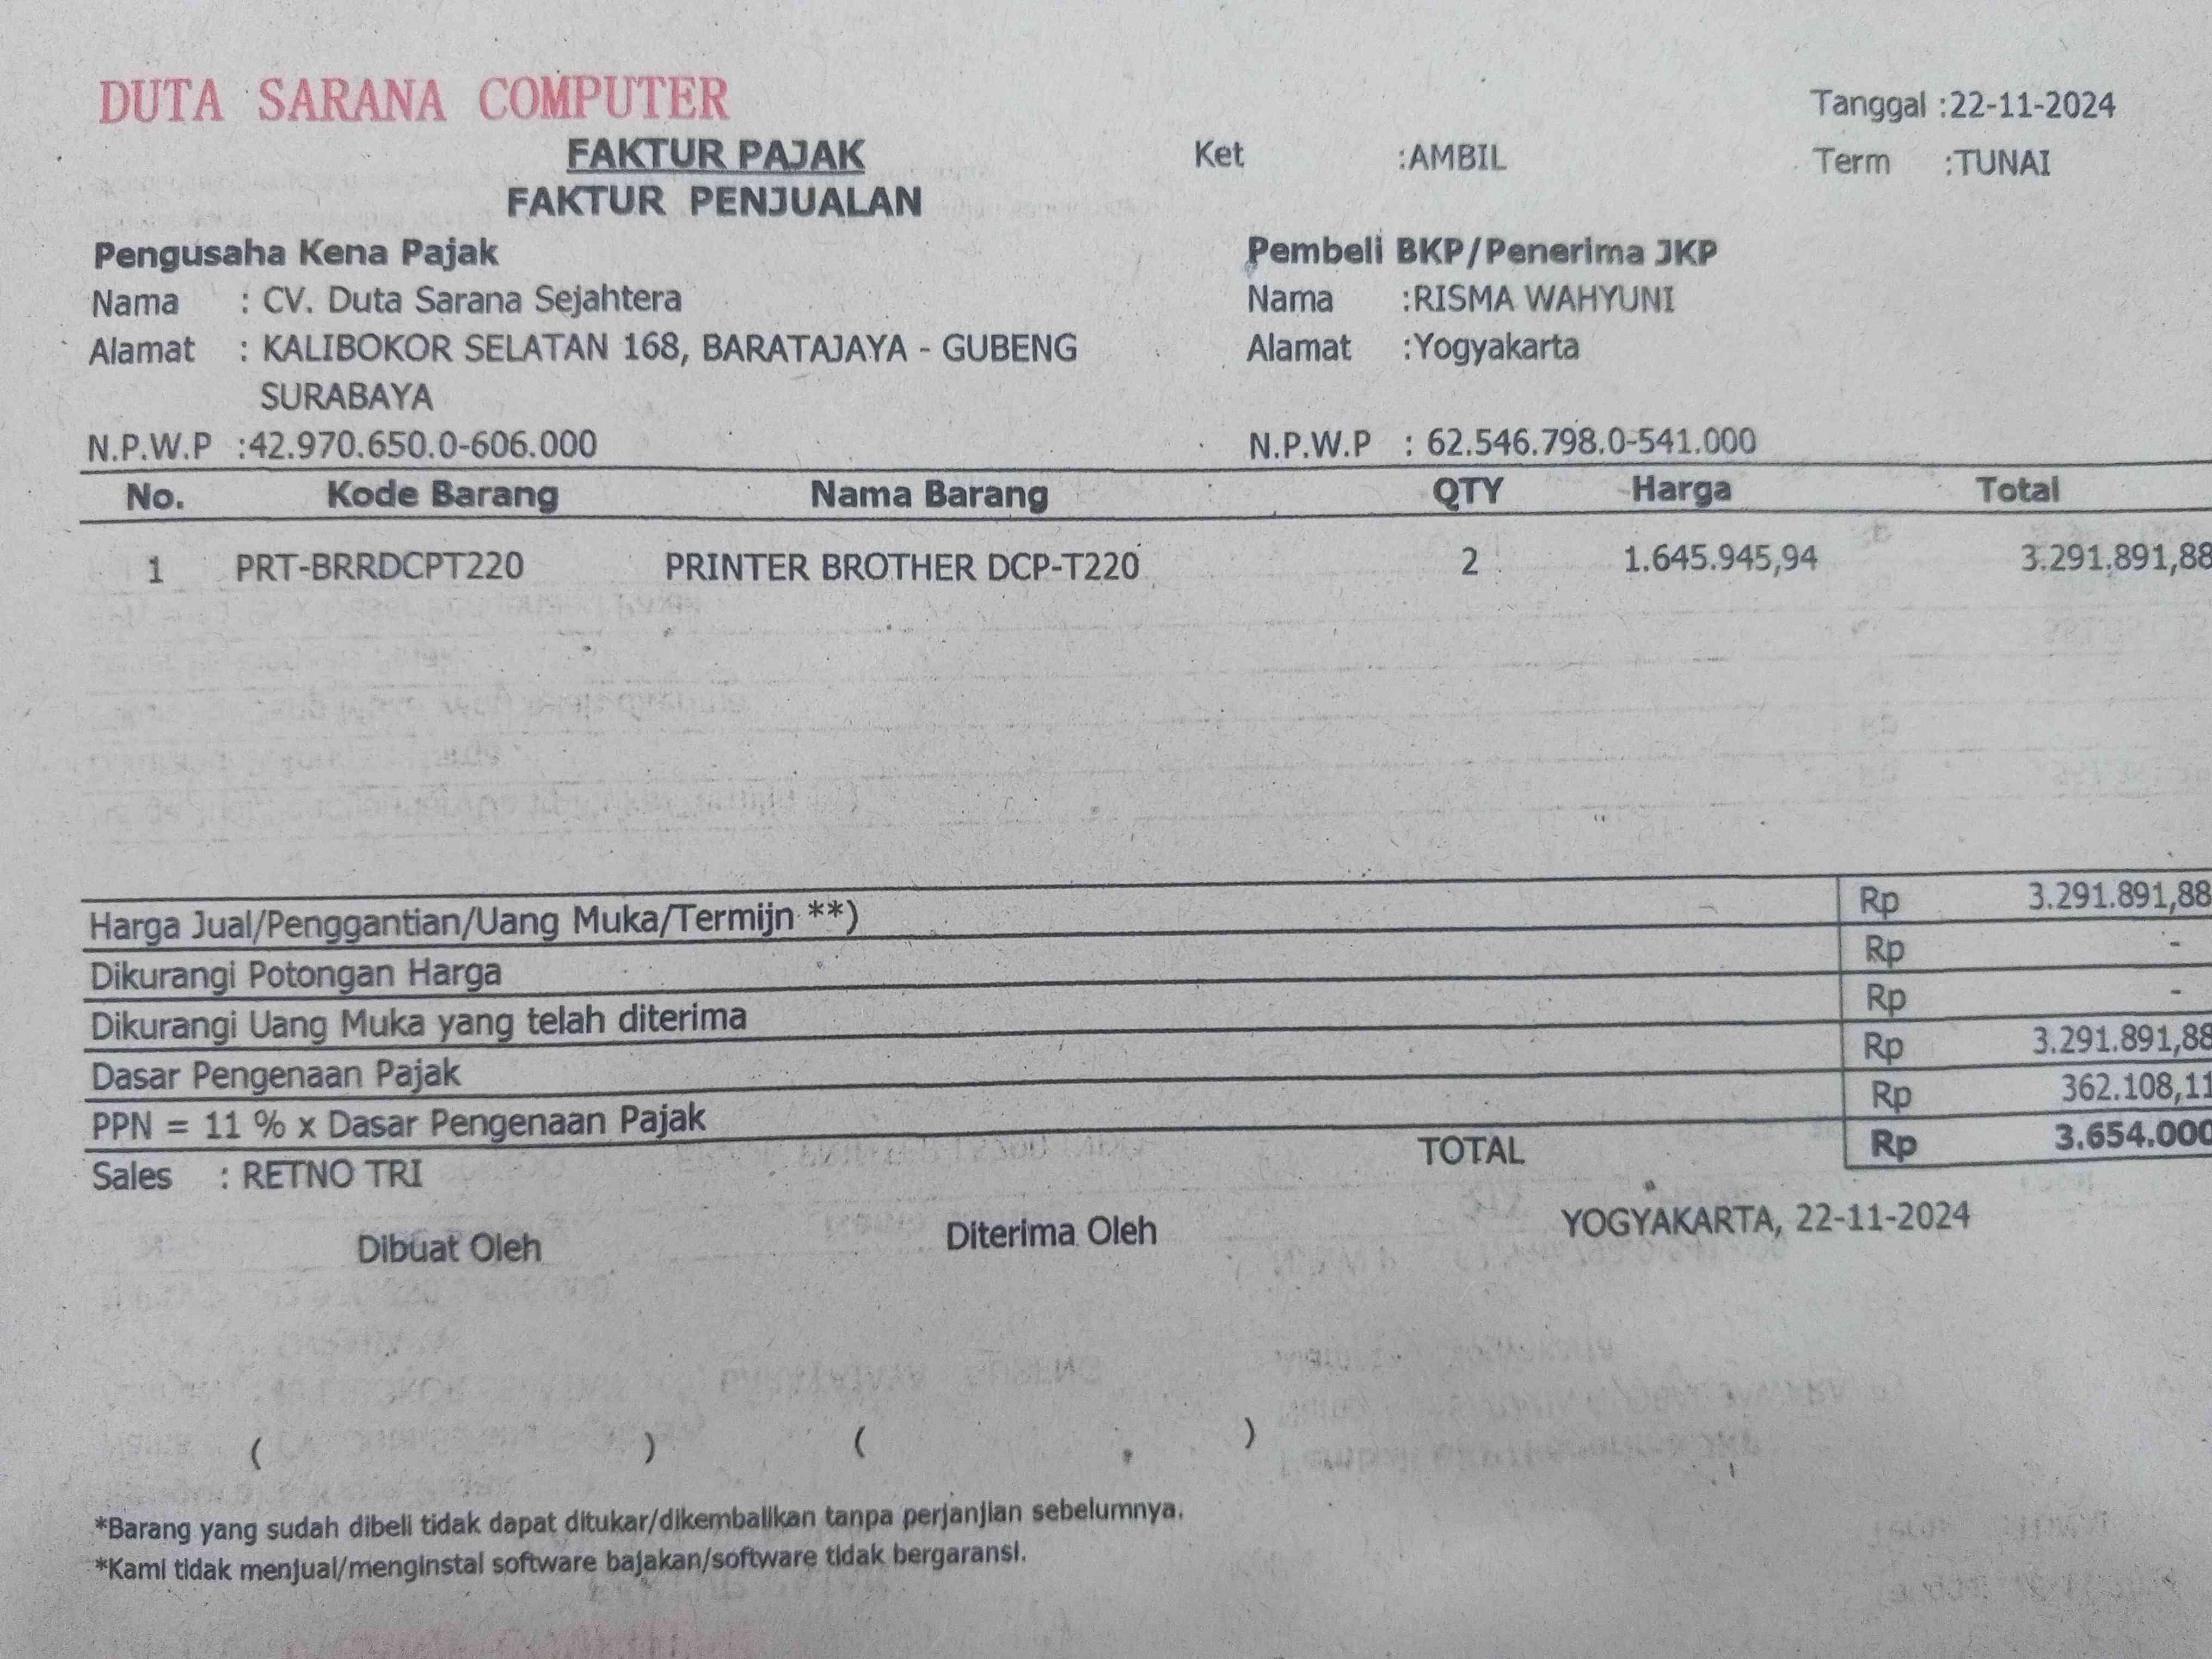 DUTA SARANA COMPUTER
Tanggal :22-11-2024
FAKTUR PAJAK
Ket :AMBIL
Term :TUNAI
FAKTUR PENJUALAN
Pengusaha Kena Pajak
Pembeli BKP/Penerima JKP
Nama : CV. Duta Sarana Sejahtera
Nama :RISMA WAHYUNI
Alamat : KALIBOKOR SELATAN 168, BARATAJAYA - GUBENG
Alamat :Yogyakarta
SURABAYA
N.P.W.P :42.970.650.0-606.000
N.P.W.P : 62.546.798.0-541.000
No. Kode Barang Nama Barang QTY Harga Total
1 PRT-BRRDCPT220 PRINTER BROTHER DCP-T220 2 1.645.945,94 3.291.891,88
Harga Jual/Penggantian/Uang Muka/Termijn **) Rp 3.291.891,88
Dikurangi Potongan Harga Rp -
Dikurangi Uang Muka yang telah diterima Rp -
Dasar Pengenaan Pajak Rp 3.291.891,88
PPN = 11 % x Dasar Pengenaan Pajak Rp 362.108,11
Sales : RETNO TRI TOTAL Rp 3.654.000
YOGYAKARTA, 22-11-2024
Dibuat Oleh Diterima Oleh
( ) ( )
*Barang yang sudah dibeli tidak dapat ditukar/dikembalikan tanpa perjanjian sebelumnya.
*Kami tidak menjual/menginstal software bajakan/software tidak bergaransi.